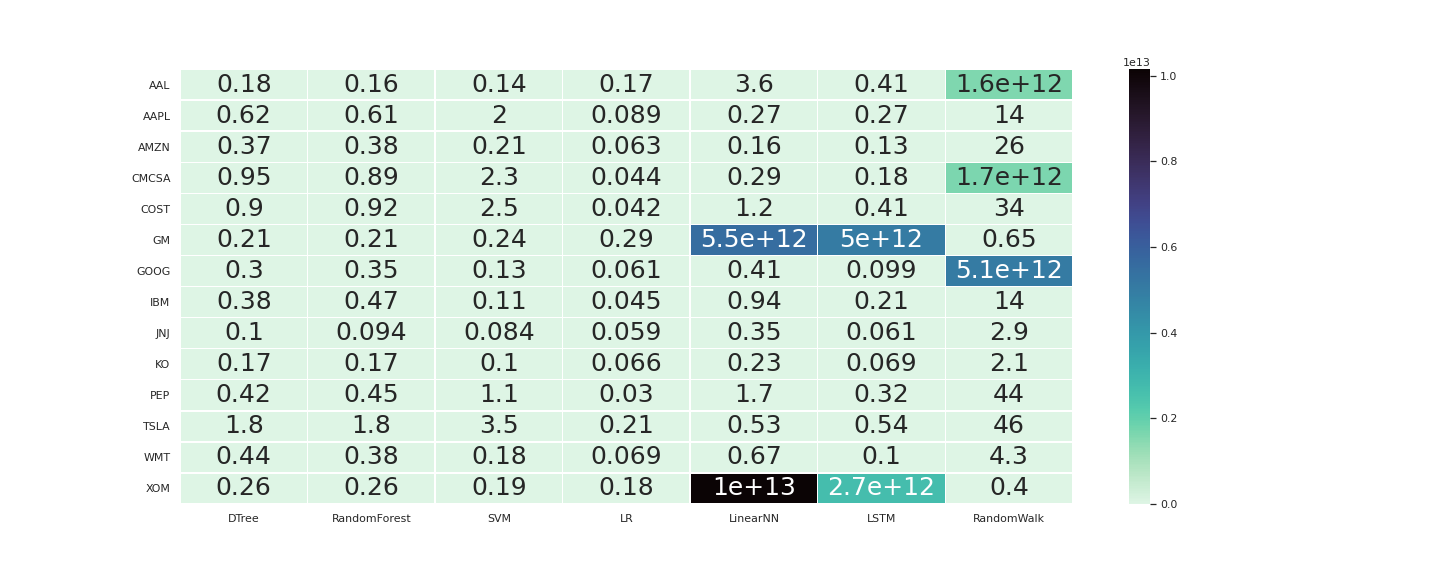 1e13
AAL 0.18 0.16 0.14 0.17 3.6 0.41 1.6e+12 1.0
AAPL 0.62 0.61 2 0.089 0.27 0.27 14
AMZN 0.37 0.38 0.21 0.063 0.16 0.13 26
0.8
CMCSA 0.95 0.89 2.3 0.044 0.29 0.18 1.7e+12
COST 0.9 0.92 2.5 0.042 1.2 0.41 34
GM 0.21 0.21 0.24 0.29 5.5e+12 5e+12 0.65 0.6
GOOG 0.3 0.35 0.13 0.061 0.41 0.099 5.1e+12
IBM 0.38 0.47 0.11 0.045 0.94 0.21 14
JNJ 0.1 0.094 0.084 0.059 0.35 0.061 2.9 0.4
KO 0.17 0.17 0.1 0.066 0.23 0.069 2.1
PEP 0.42 0.45 1.1 0.03 1.7 0.32 44
TSLA 1.8 1.8 3.5 0.21 0.53 0.54 46 0.2
WMT 0.44 0.38 0.18 0.069 0.67 0.1 4.3
XOM 0.26 0.26 0.19 0.18 1e+13 2.7e+12 0.4
0.0
DTree RandomForest SVM LR LinearNN LSTM RandomWalk